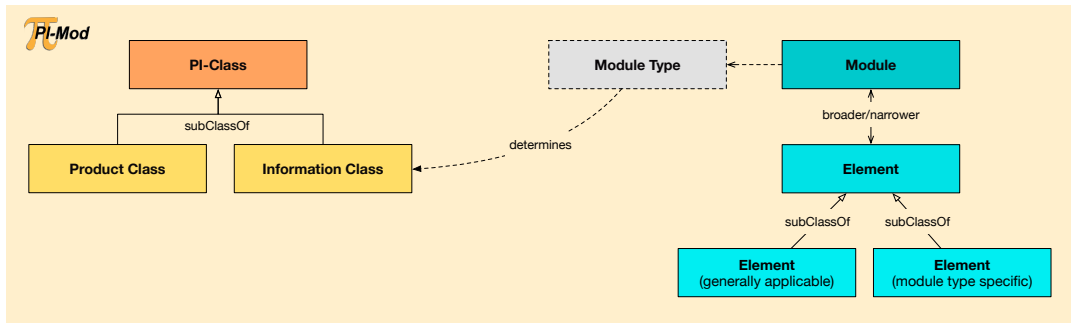 PI-Mod
PI-Class
Module Type
Module
subClassOf
broader/narrower
determines
Product Class
Information Class
Element
subClassOf
subClassOf
Element
(generally applicable)
Element
(module type specific)